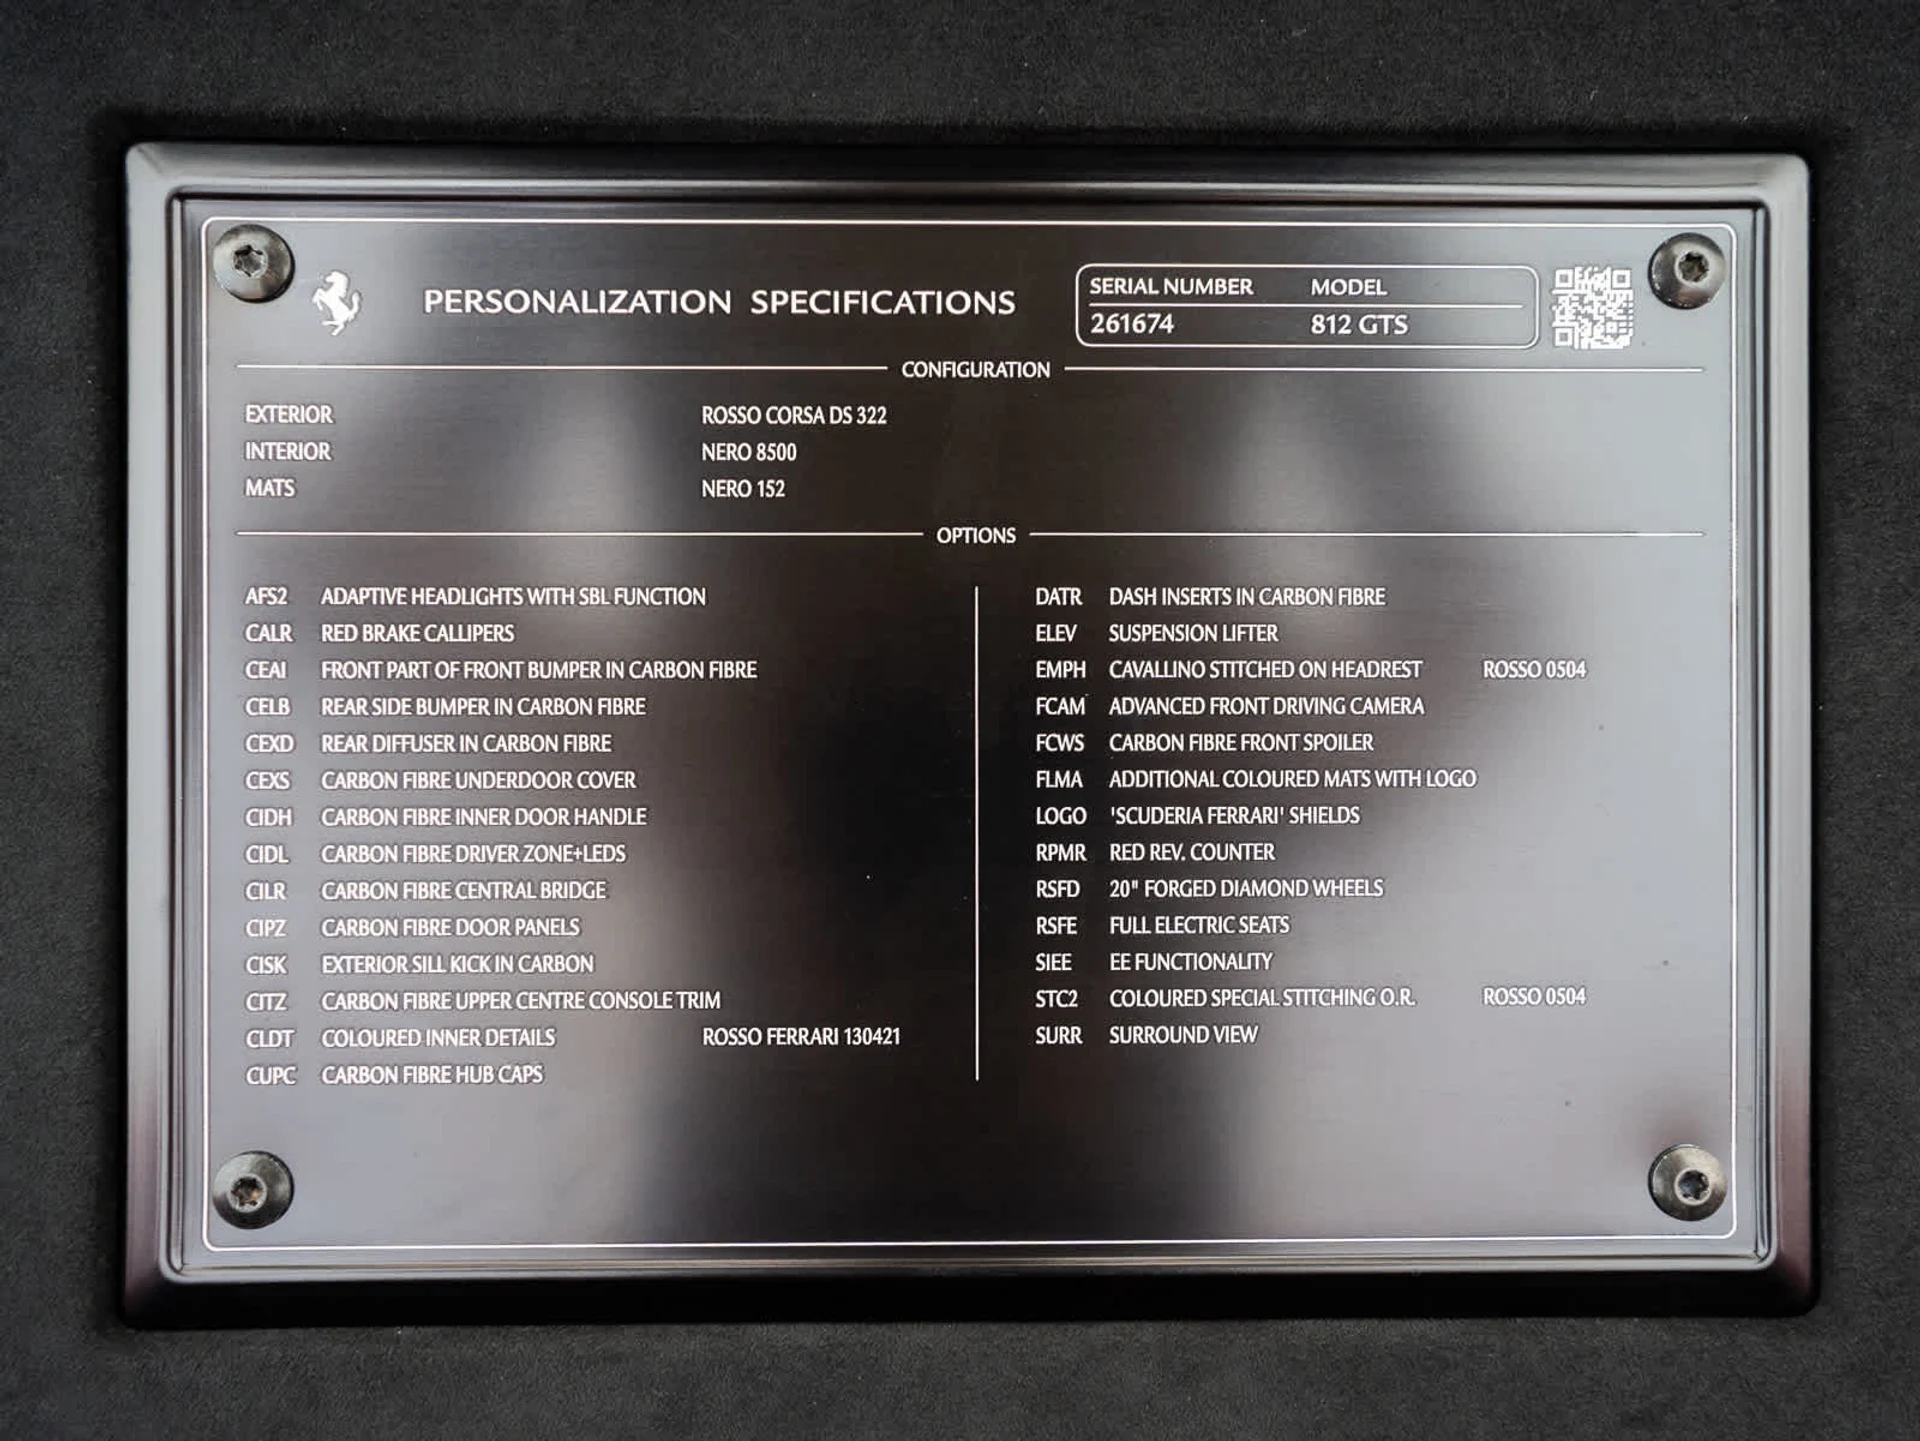 PERSONALIZATION SPECIFICATIONS
SERIAL NUMBER MODEL
261674 812 GTS
CONFIGURATION
EXTERIOR ROSSO CORSA DS 322
INTERIOR NERO 8500
MATS NERO 152
OPTIONS
AFS2 ADAPTIVE HEADLIGHTS WITH SBL FUNCTION
CALR RED BRAKE CALLIPERS
CEAI FRONT PART OF FRONT BUMPER IN CARBON FIBRE
CELB REAR SIDE BUMPER IN CARBON FIBRE
CEXD REAR DIFFUSER IN CARBON FIBRE
CEXS CARBON FIBRE UNDERDOOR COVER
CIDH CARBON FIBRE INNER DOOR HANDLE
CIDL CARBON FIBRE DRIVER ZONE+LEDS
CILR CARBON FIBRE CENTRAL BRIDGE
CIPZ CARBON FIBRE DOOR PANELS
CISK EXTERIOR SILL KICK IN CARBON
CITZ CARBON FIBRE UPPER CENTRE CONSOLE TRIM
CLDT COLOURED INNER DETAILS ROSSO FERRARI 130421
CUPC CARBON FIBRE HUB CAPS
DATR DASH INSERTS IN CARBON FIBRE
ELEV SUSPENSION LIFTER
EMPH CAVALLINO STITCHED ON HEADREST ROSSO 0504
FCAM ADVANCED FRONT DRIVING CAMERA
FCWS CARBON FIBRE FRONT SPOILER
FLMA ADDITIONAL COLOURED MATS WITH LOGO
LOGO 'SCUDERIA FERRARI' SHIELDS
RPMR RED REV. COUNTER
RSFD 20" FORGED DIAMOND WHEELS
RSFE FULL ELECTRIC SEATS
SIEE EE FUNCTIONALITY
STC2 COLOURED SPECIAL STITCHING O.R. ROSSO 0504
SURR SURROUND VIEW